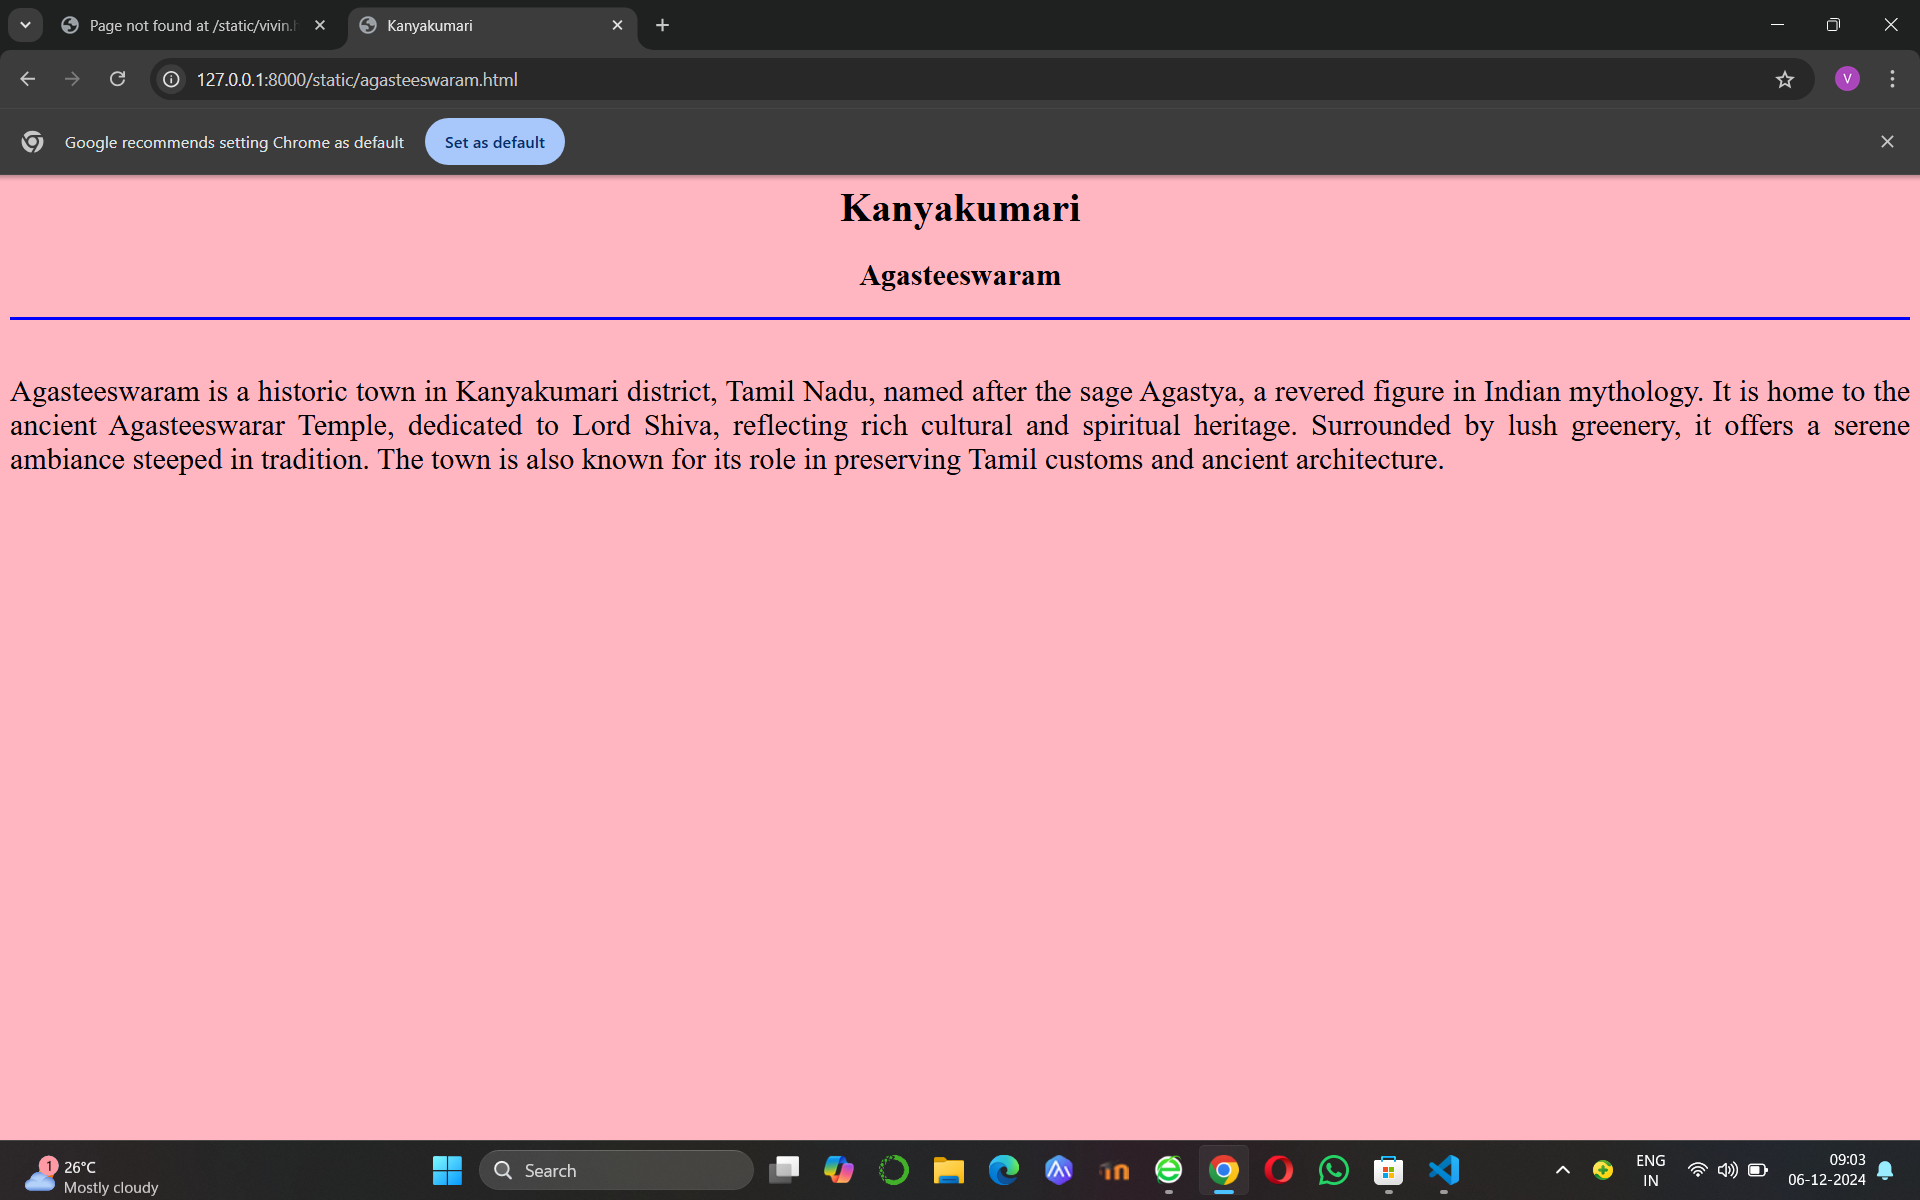 Page not found at /static/vivin.h
Kanyakumari
127.0.0.1:8000/static/agasteeswaram.html
V
Google recommends setting Chrome as default
Set as default
Kanyakumari
Agasteeswaram
Agasteeswaram is a historic town in Kanyakumari district, Tamil Nadu, named after the sage Agastya, a revered figure in Indian mythology. It is home to the
ancient Agasteeswarar Temple, dedicated to Lord Shiva, reflecting rich cultural and spiritual heritage. Surrounded by lush greenery, it offers a serene
ambiance steeped in tradition. The town is also known for its role in preserving Tamil customs and ancient architecture.
1
26°C
Mostly cloudy
Search
ENG
IN
09:03
06-12-2024